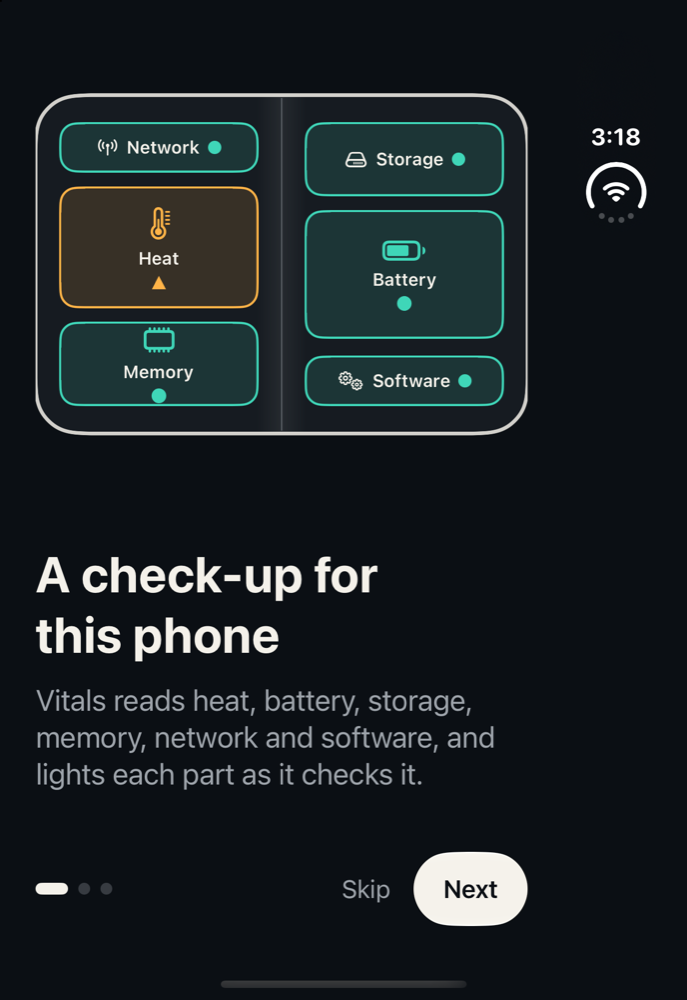 Network
Storage
3:18
Heat
Battery
Memory
Software
A check-up for
this phone
Vitals reads heat, battery, storage,
memory, network and software, and
lights each part as it checks it.
Skip
Next